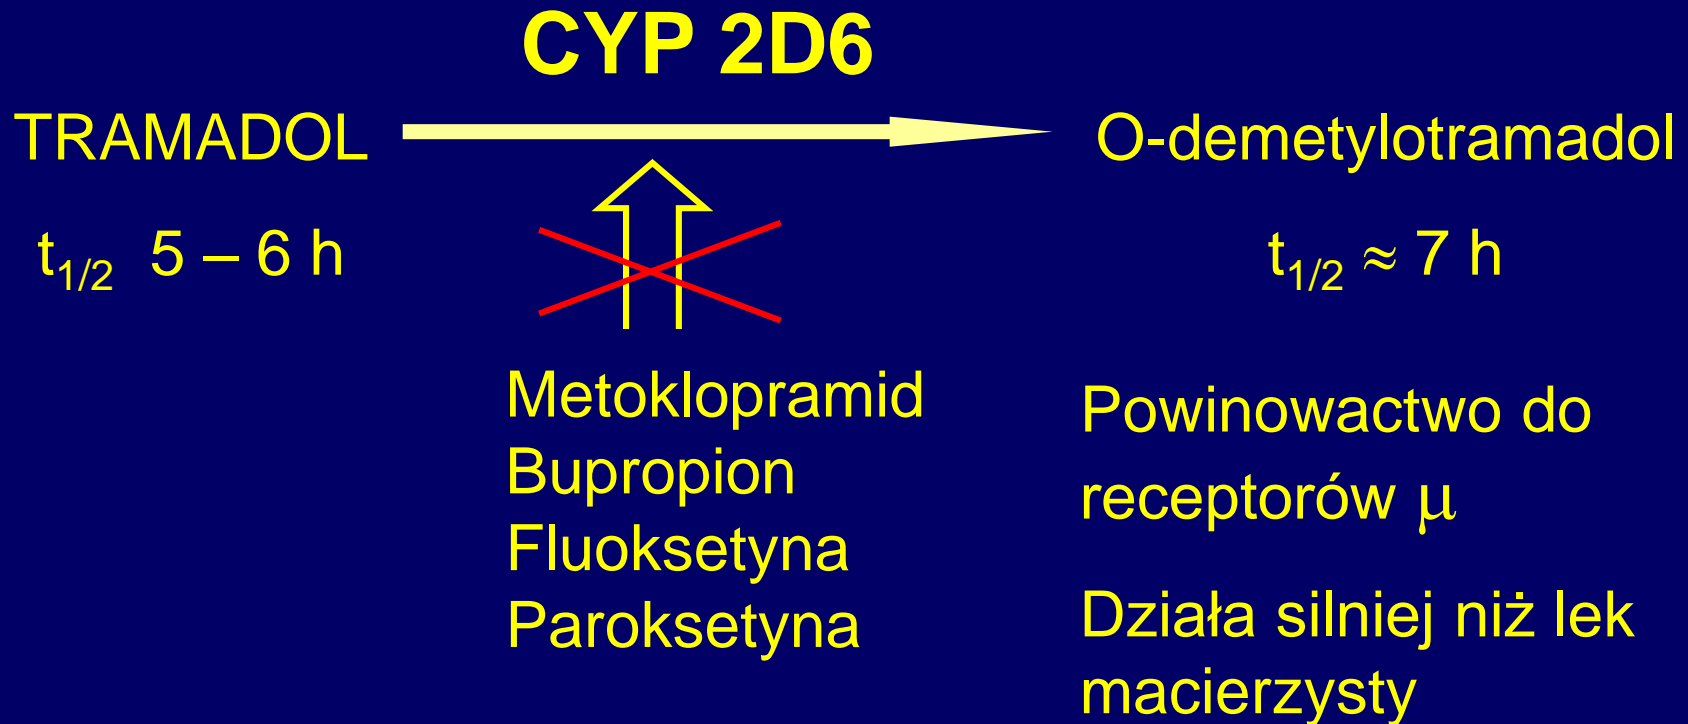 CYP 2D6
TRAMADOL
O-demetylotramadol
t1/2 5 – 6 h
t1/2 ≈ 7 h
Metoklopramid
Bupropion
Fluoksetyna
Paroksetyna
Powinowactwo do
receptorów μ
Działa silniej niż lek
macierzysty